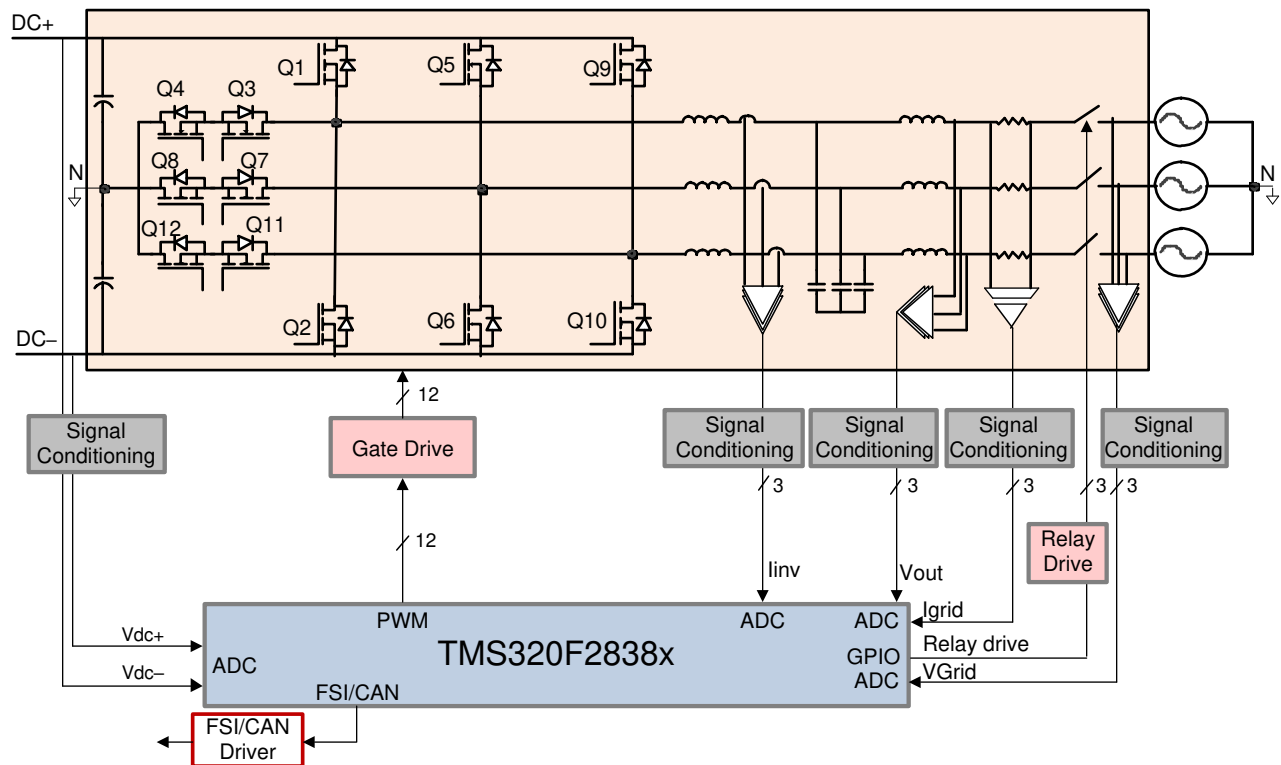 DC+
Q1
Q5
Q9
Q4
Q3
N
Q8
Q7
N
Q12
Q11
Q2
Q6
Q10
DC–
12
Signal
Conditioning
Gate Drive
Signal
Conditioning
Signal
Conditioning
Signal
Conditioning
Signal
Conditioning
3
3
3
3
3
12
Relay
Drive
Iinv
Vout
Igrid
PWM
ADC
ADC
Vdc+
ADC
TMS320F2838x
GPIO
Relay drive
Vdc–
ADC
VGrid
FSI/CAN
FSI/CAN
Driver